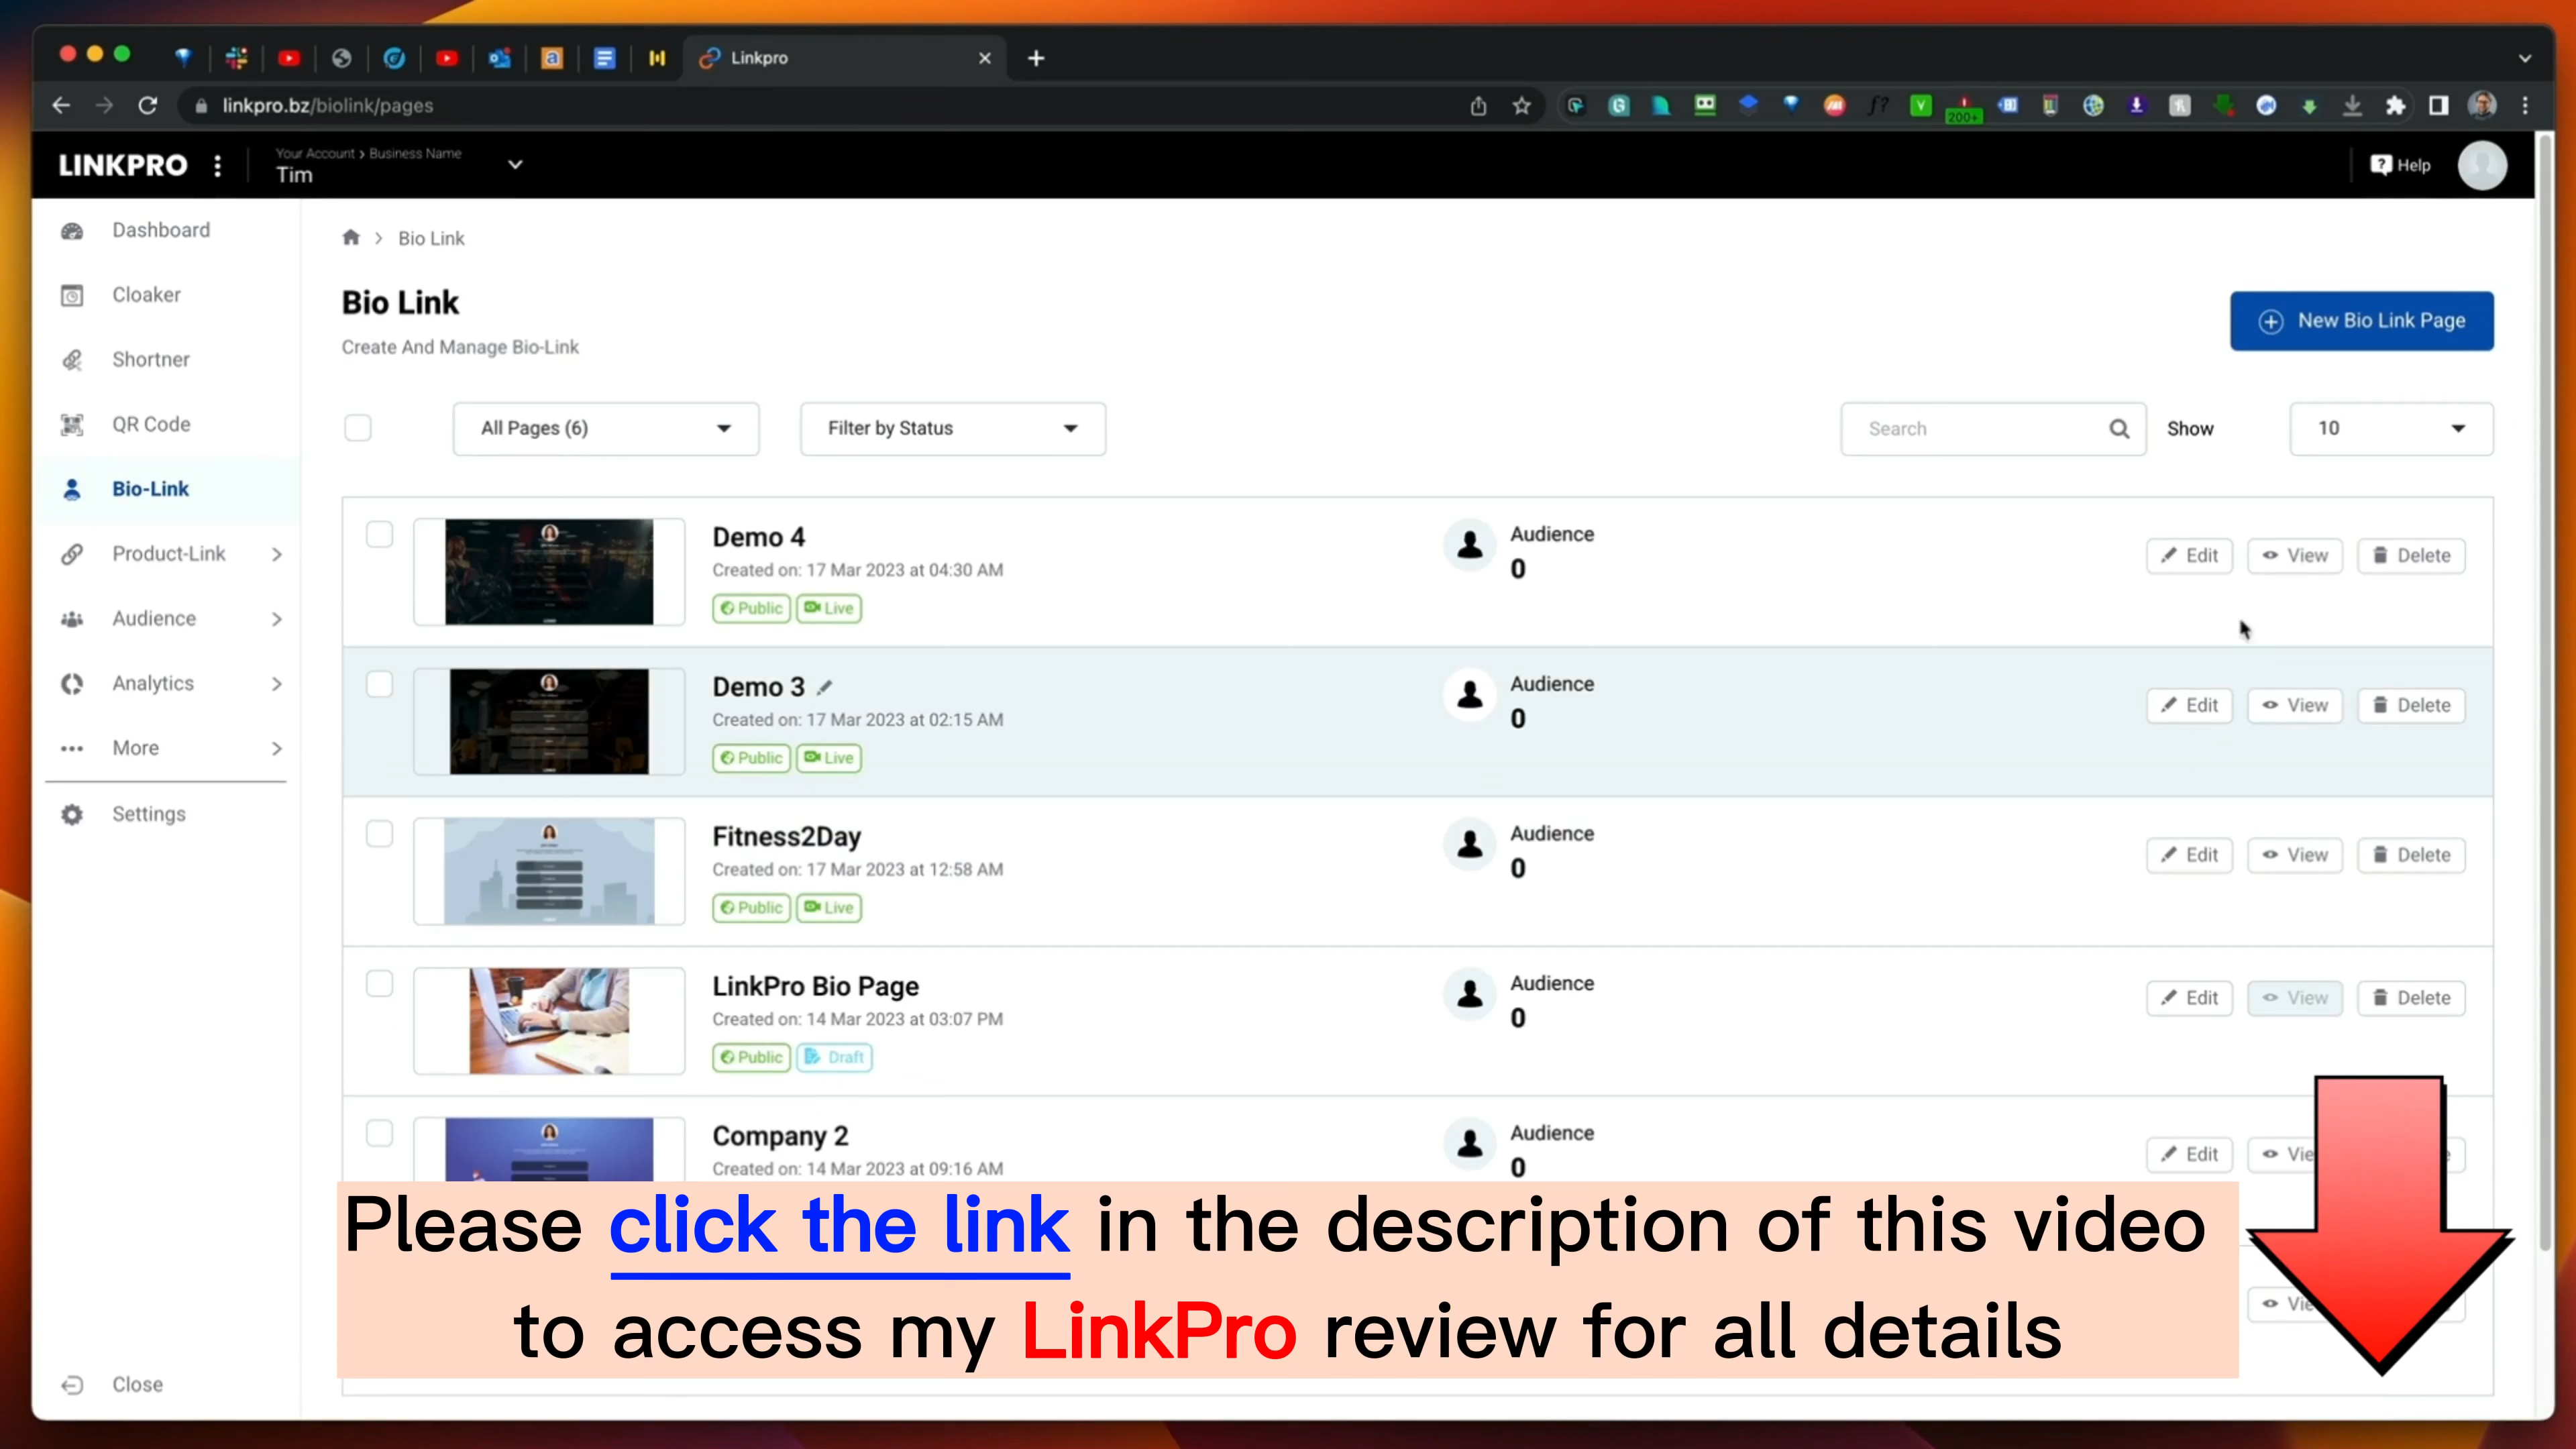 Linkpro
linkpro.bz/biolink/pages
200+
LINKPRO
Your Account > Business Name
Tim
Help
Dashboard
Cloaker
Shortner
QR Code
Bio-Link
Product-Link
Audience
Analytics
More
Settings
Close
> Bio Link
Bio Link
Create And Manage Bio-Link
New Bio Link Page
All Pages (6)
Filter by Status
Search
Show
10
Demo 4
Created on: 17 Mar 2023 at 04:30 AM
Public Live
Audience
0
Edit View Delete
Demo 3
Created on: 17 Mar 2023 at 02:15 AM
Public Live
Audience
0
Edit View Delete
Fitness2Day
Created on: 17 Mar 2023 at 12:58 AM
Public Live
Audience
0
Edit View Delete
LinkPro Bio Page
Created on: 14 Mar 2023 at 03:07 PM
Public Draft
Audience
0
Edit View Delete
Company 2
Created on: 14 Mar 2023 at 09:16 AM
Audience
0
Edit Vie
Vie
Please click the link in the description of this video
to access my LinkPro review for all details